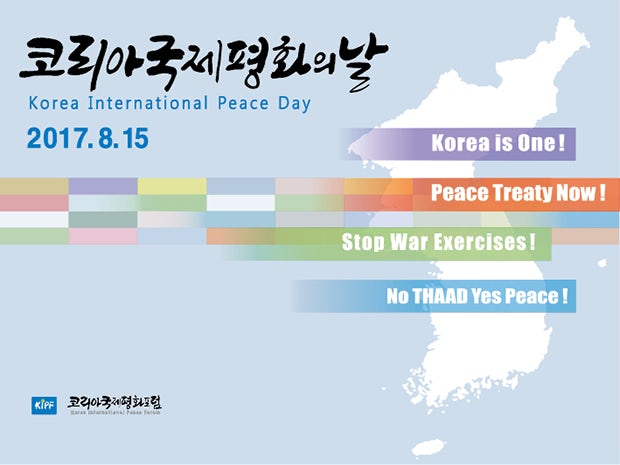 코리아국제평화의날
Korea International Peace Day
2017. 8.15
Korea is One!
Peace Treaty Now!
Stop War Exercises!
No THAAD Yes Peace!
KIPF 코리아국제평화포럼
Korea International Peace Forum